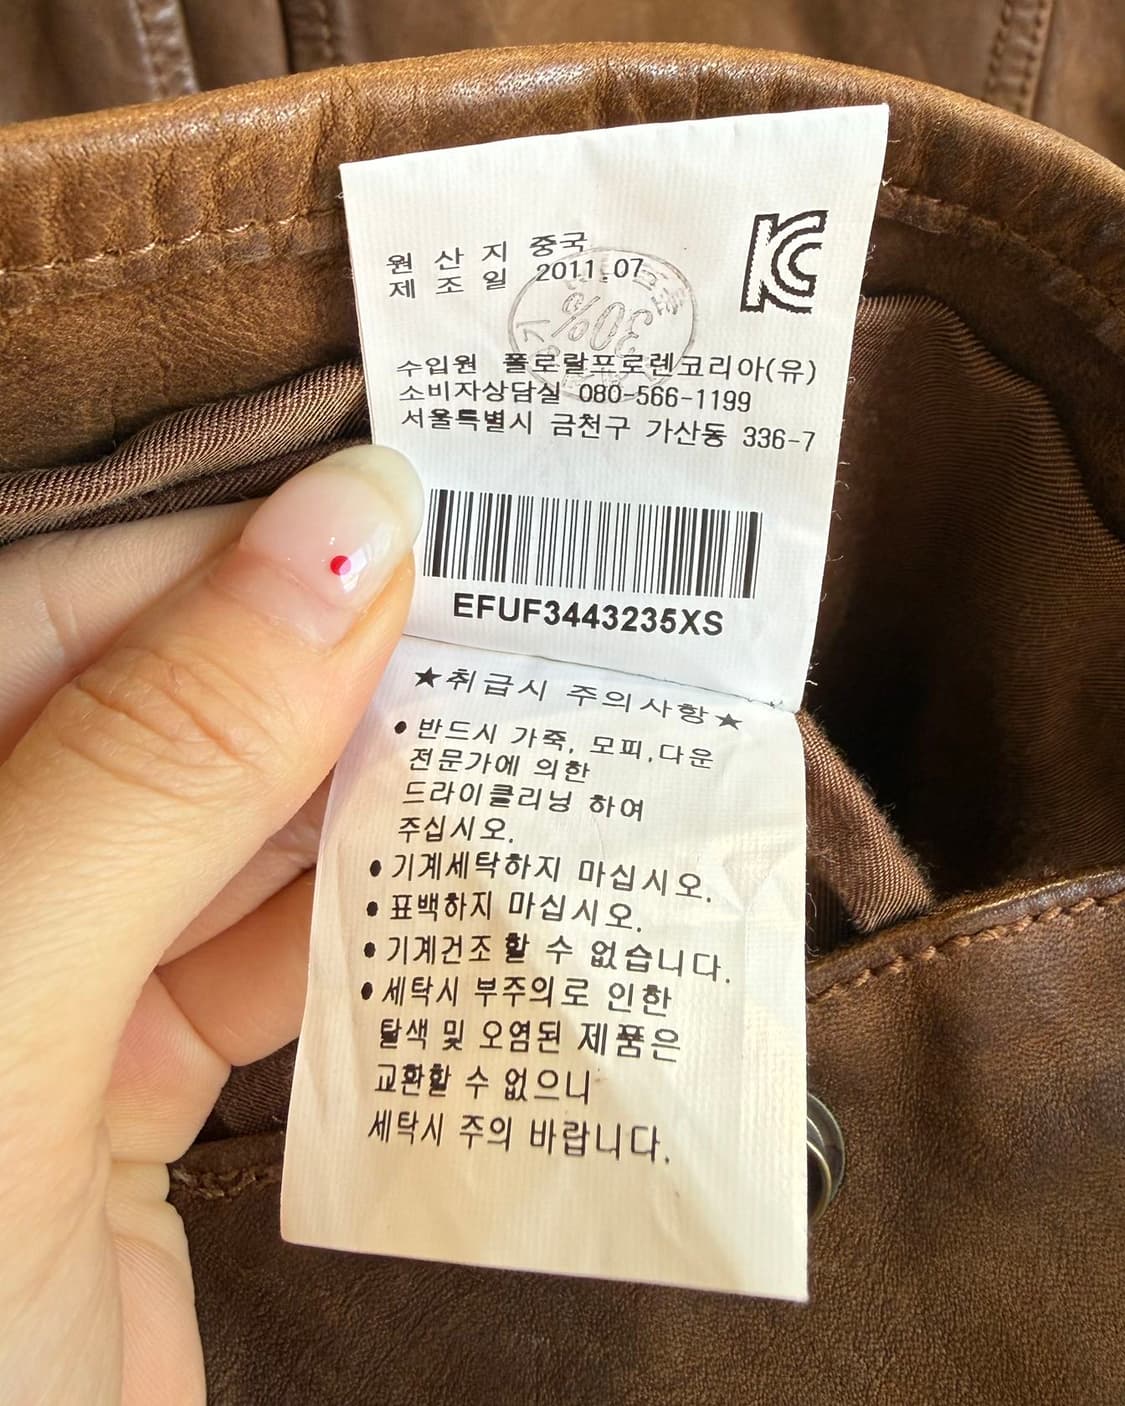 원 산 지 중국
제 조 일 2011.07
KC
30%
수입원 폴로랄프로렌코리아(유)
소비자상담실 080-566-1199
서울특별시 금천구 가산동 336-7
EFUF3443235XS
★취급시 주의사항★
● 반드시 가죽, 모피,다운
전문가에 의한
드라이클리닝 하여
주십시오.
● 기계세탁하지 마십시오.
● 표백하지 마십시오.
● 기계건조 할 수 없습니다.
● 세탁시 부주의로 인한
탈색 및 오염된 제품은
교환할 수 없으니
세탁시 주의 바랍니다.